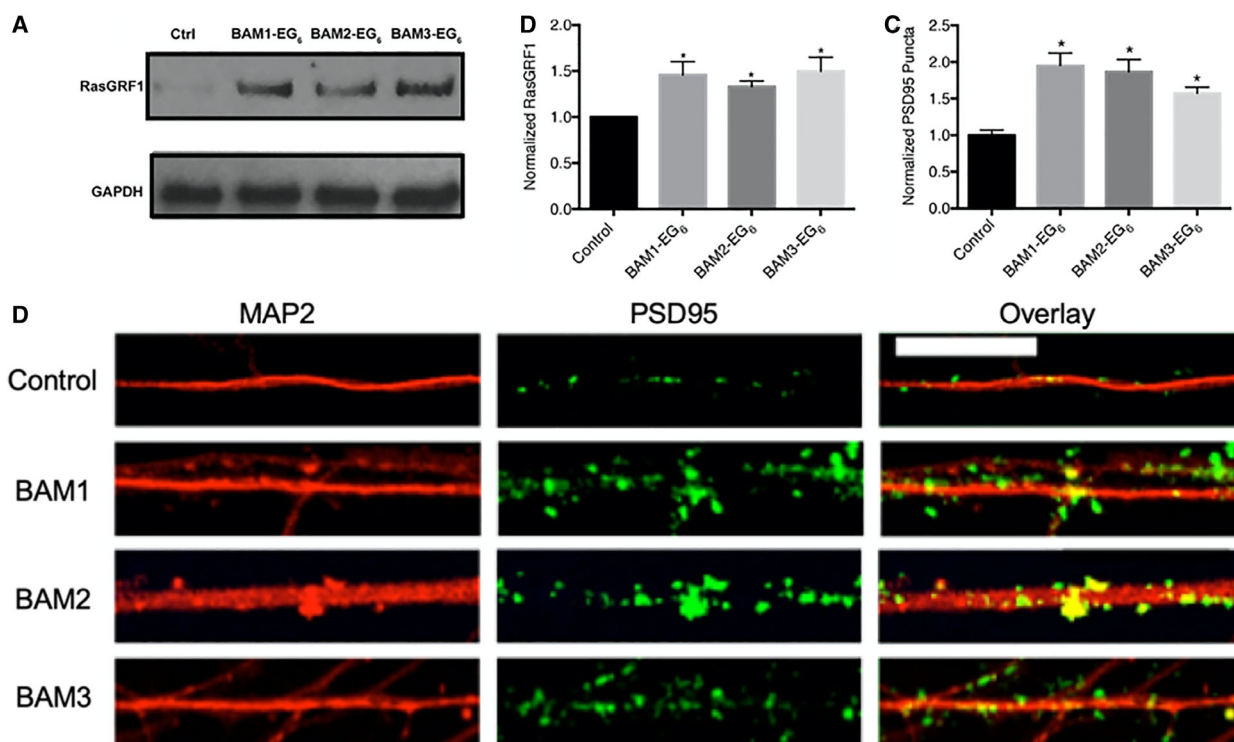 A
Ctrl BAM1-EG6 BAM2-EG6 BAM3-EG6
RasGRF1
GAPDH
D
Normalized RasGRF1
2.0
1.5
1.0
0.5
0.0
Control
BAM1-EG6
BAM2-EG6
BAM3-EG6
C
Normalized PSD95 Puncta
2.5
2.0
1.5
1.0
0.5
0.0
Control
BAM1-EG6
BAM2-EG6
BAM3-EG6
D
MAP2 PSD95 Overlay
Control
BAM1
BAM2
BAM3